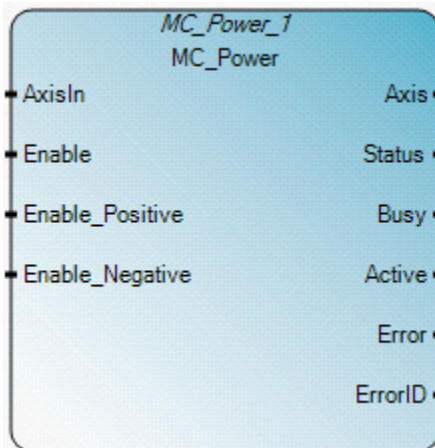 MC_Power_1
MC_Power
AxisIn Axis
Enable Status
Enable_Positive Busy
Enable_Negative Active
Error
ErrorID